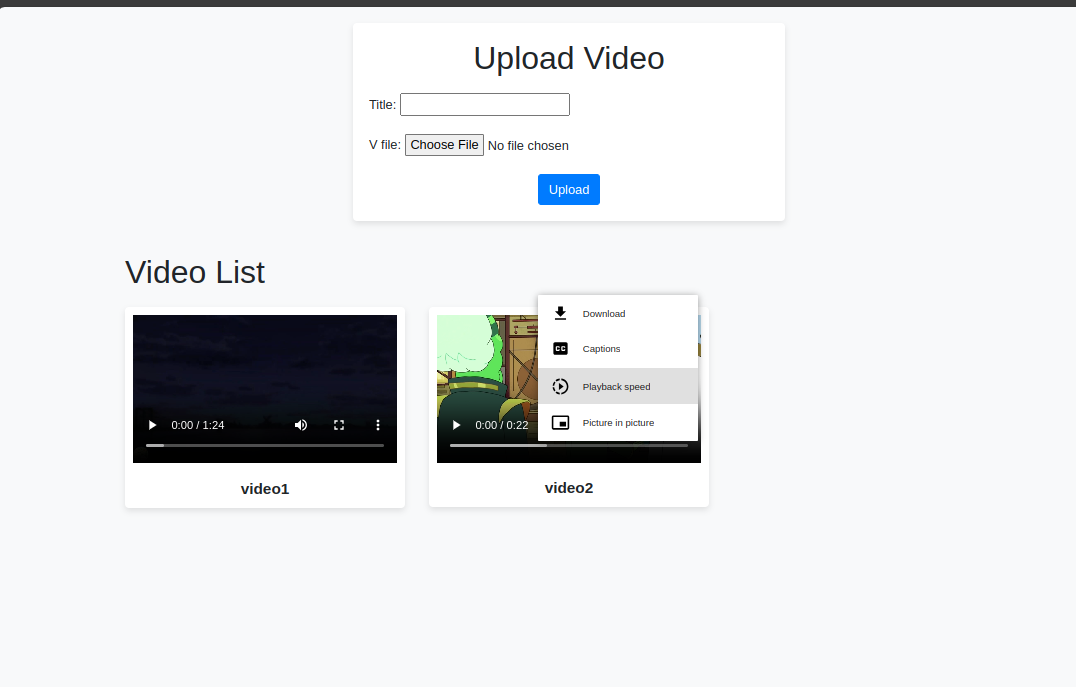 Upload Video
Title:
V file: Choose File No file chosen
Upload
Video List
Download
CC Captions
Playback speed
Picture in picture
0:00 / 1:24
0:00 / 0:22
video1
video2